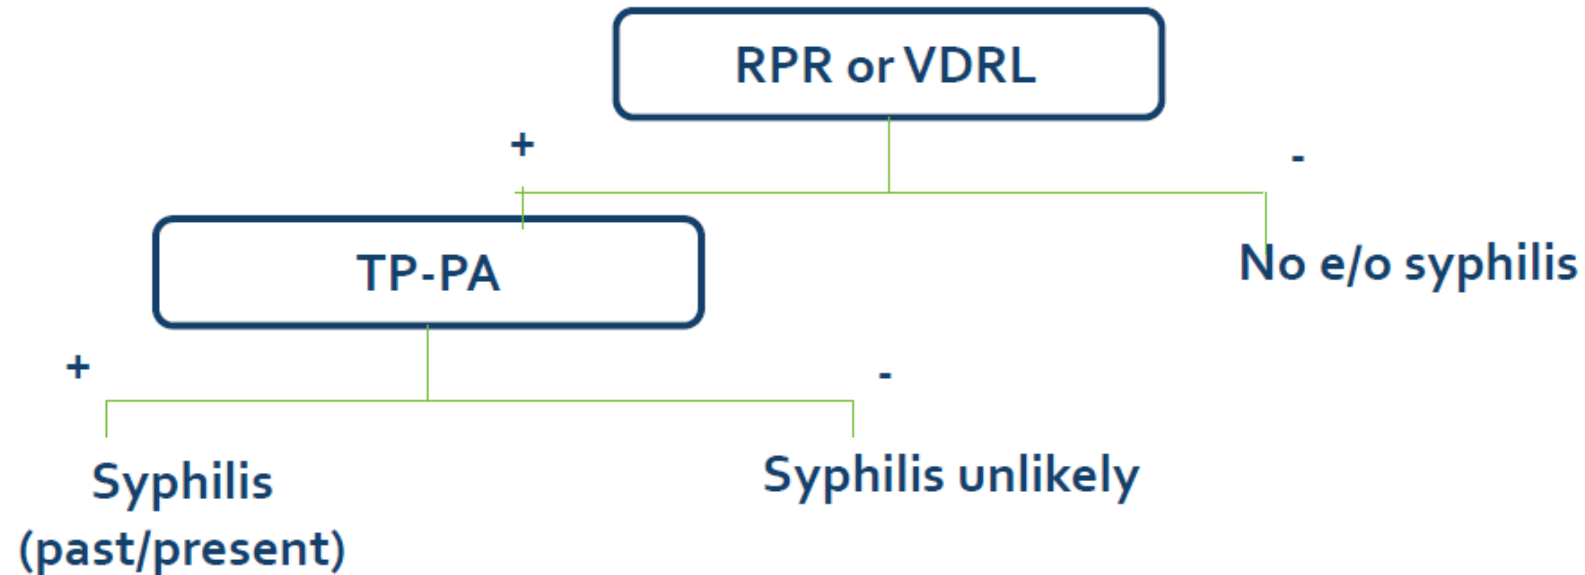 RPR or VDRL
+
-
TP-PA
No e/o syphilis
+
-
Syphilis
(past/present)
Syphilis unlikely